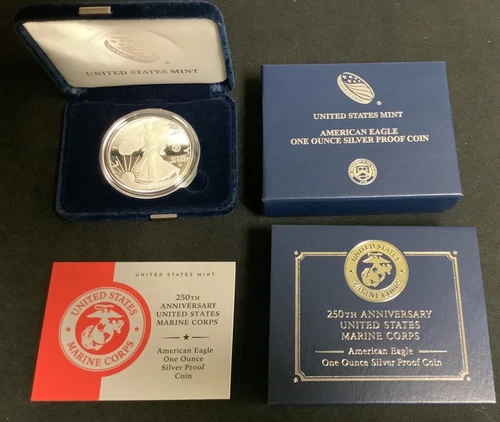 UNITED STATES MINT
UNITED STATES MINT
AMERICAN EAGLE
ONE OUNCE SILVER PROOF COIN
UNITED STATES MINT
250TH
ANNIVERSARY
UNITED STATES
MARINE CORPS
American Eagle
One Ounce
Silver Proof
Coin
UNITED STATES
MARINE CORPS
UNITED STATES
MARINE CORPS
250TH ANNIVERSARY
UNITED STATES
MARINE CORPS
American Eagle
One Ounce Silver Proof Coin